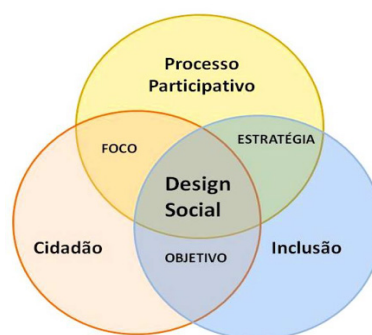 Processo
Participativo
FOCO
ESTRATÉGIA
Design
Social
Cidadão
Inclusão
OBJETIVO